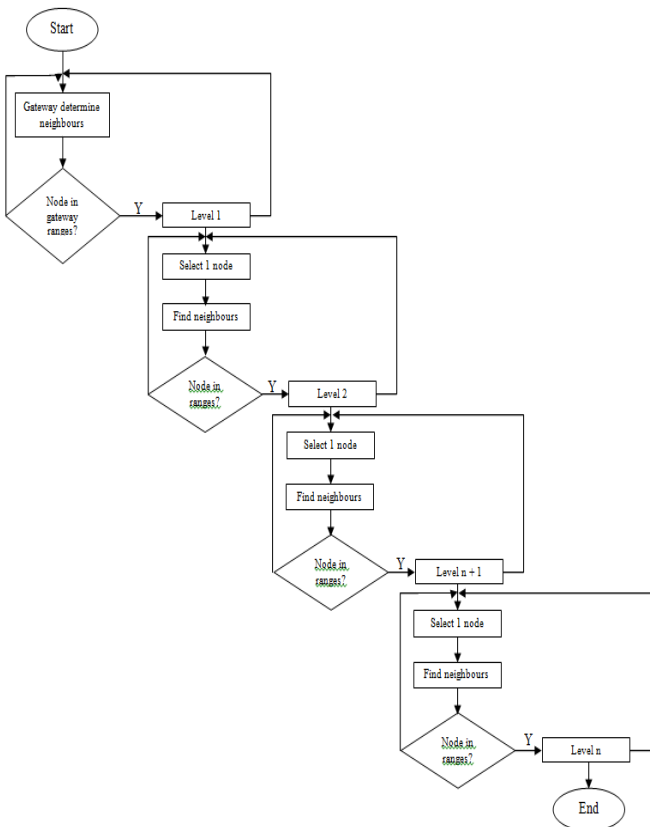 Start
Gateway determine
neighbours
Node in
gateway
ranges?
Y
Level 1
Select 1 node
Find neighbours
Node in
ranges?
Y
Level 2
Select 1 node
Find neighbours
Node in
ranges?
Y
Level n + 1
Select 1 node
Find neighbours
Node in
ranges?
Y
Level n
End